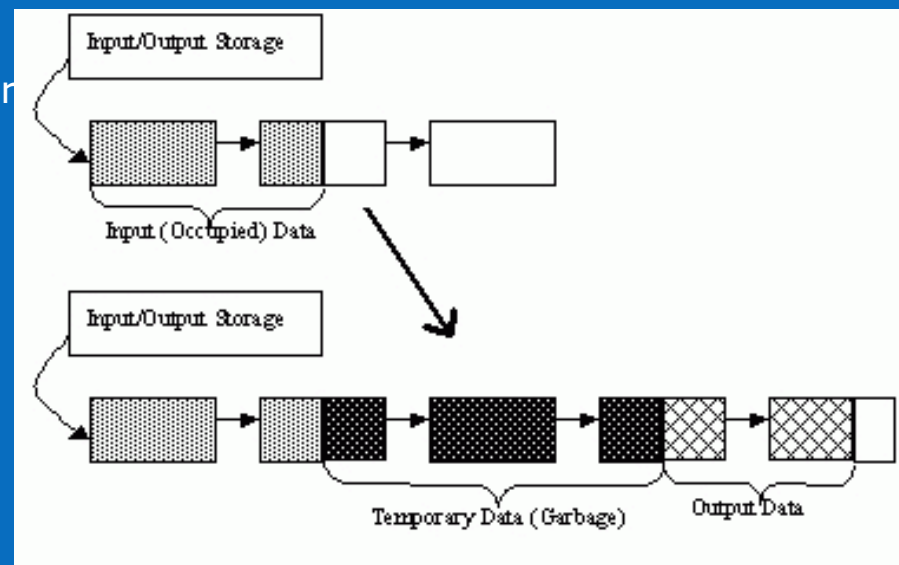 Input/Output Storage
Input (Occupied) Data
Input/Output Storage
Temporary Data (Garbage)
Output Data